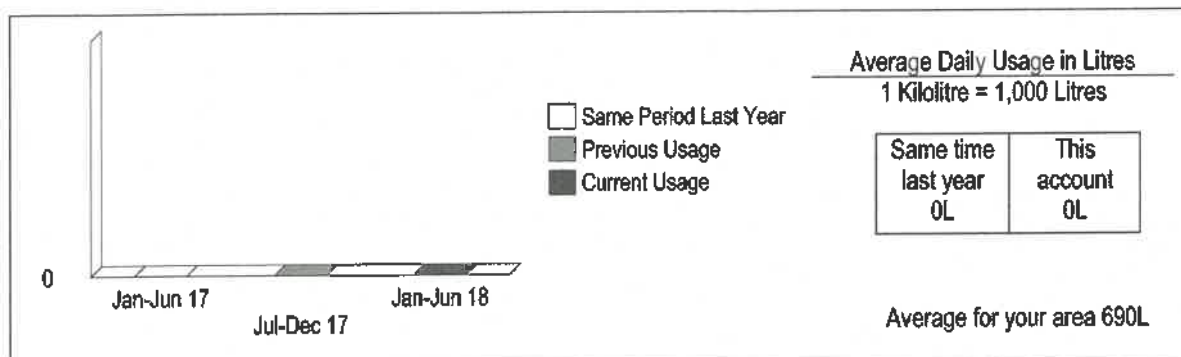 0
Jan-Jun 17
Jul-Dec 17
Jan-Jun 18
Same Period Last Year
Previous Usage
Current Usage
Average Daily Usage in Litres
1 Kilolitre = 1,000 Litres
Same time
last year
0L
This
account
0L
Average for your area 690L